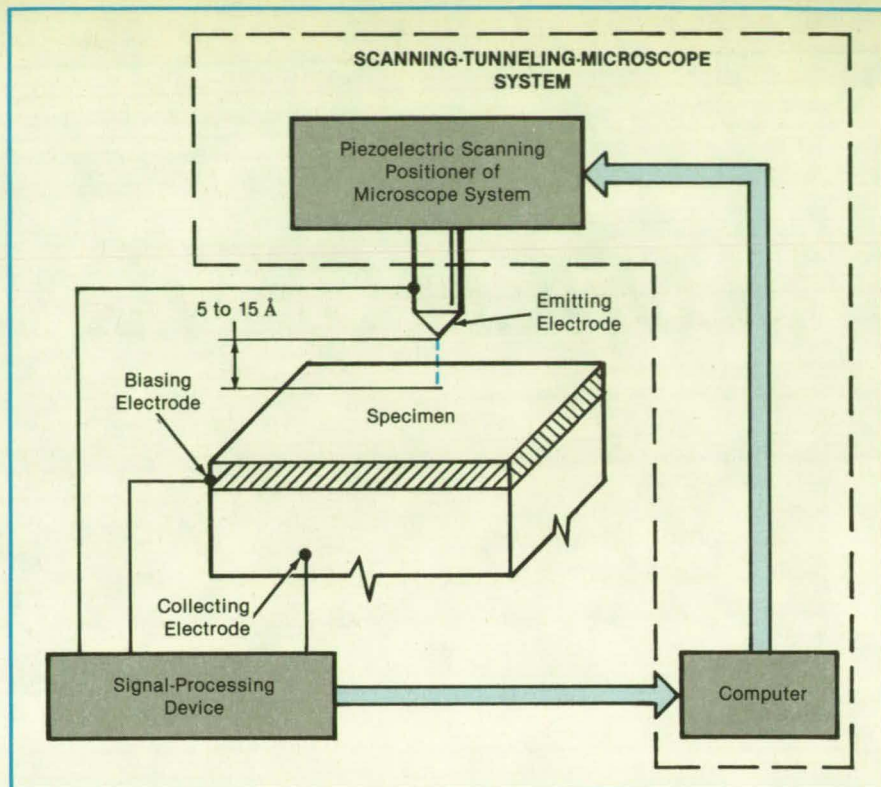 SCANNING-TUNNELING-MICROSCOPE
SYSTEM
Piezoelectric Scanning
Positioner of
Microscope System
5 to 15 Å
Emitting
Electrode
Biasing
Electrode
Specimen
Collecting
Electrode
Signal-Processing
Device
Computer